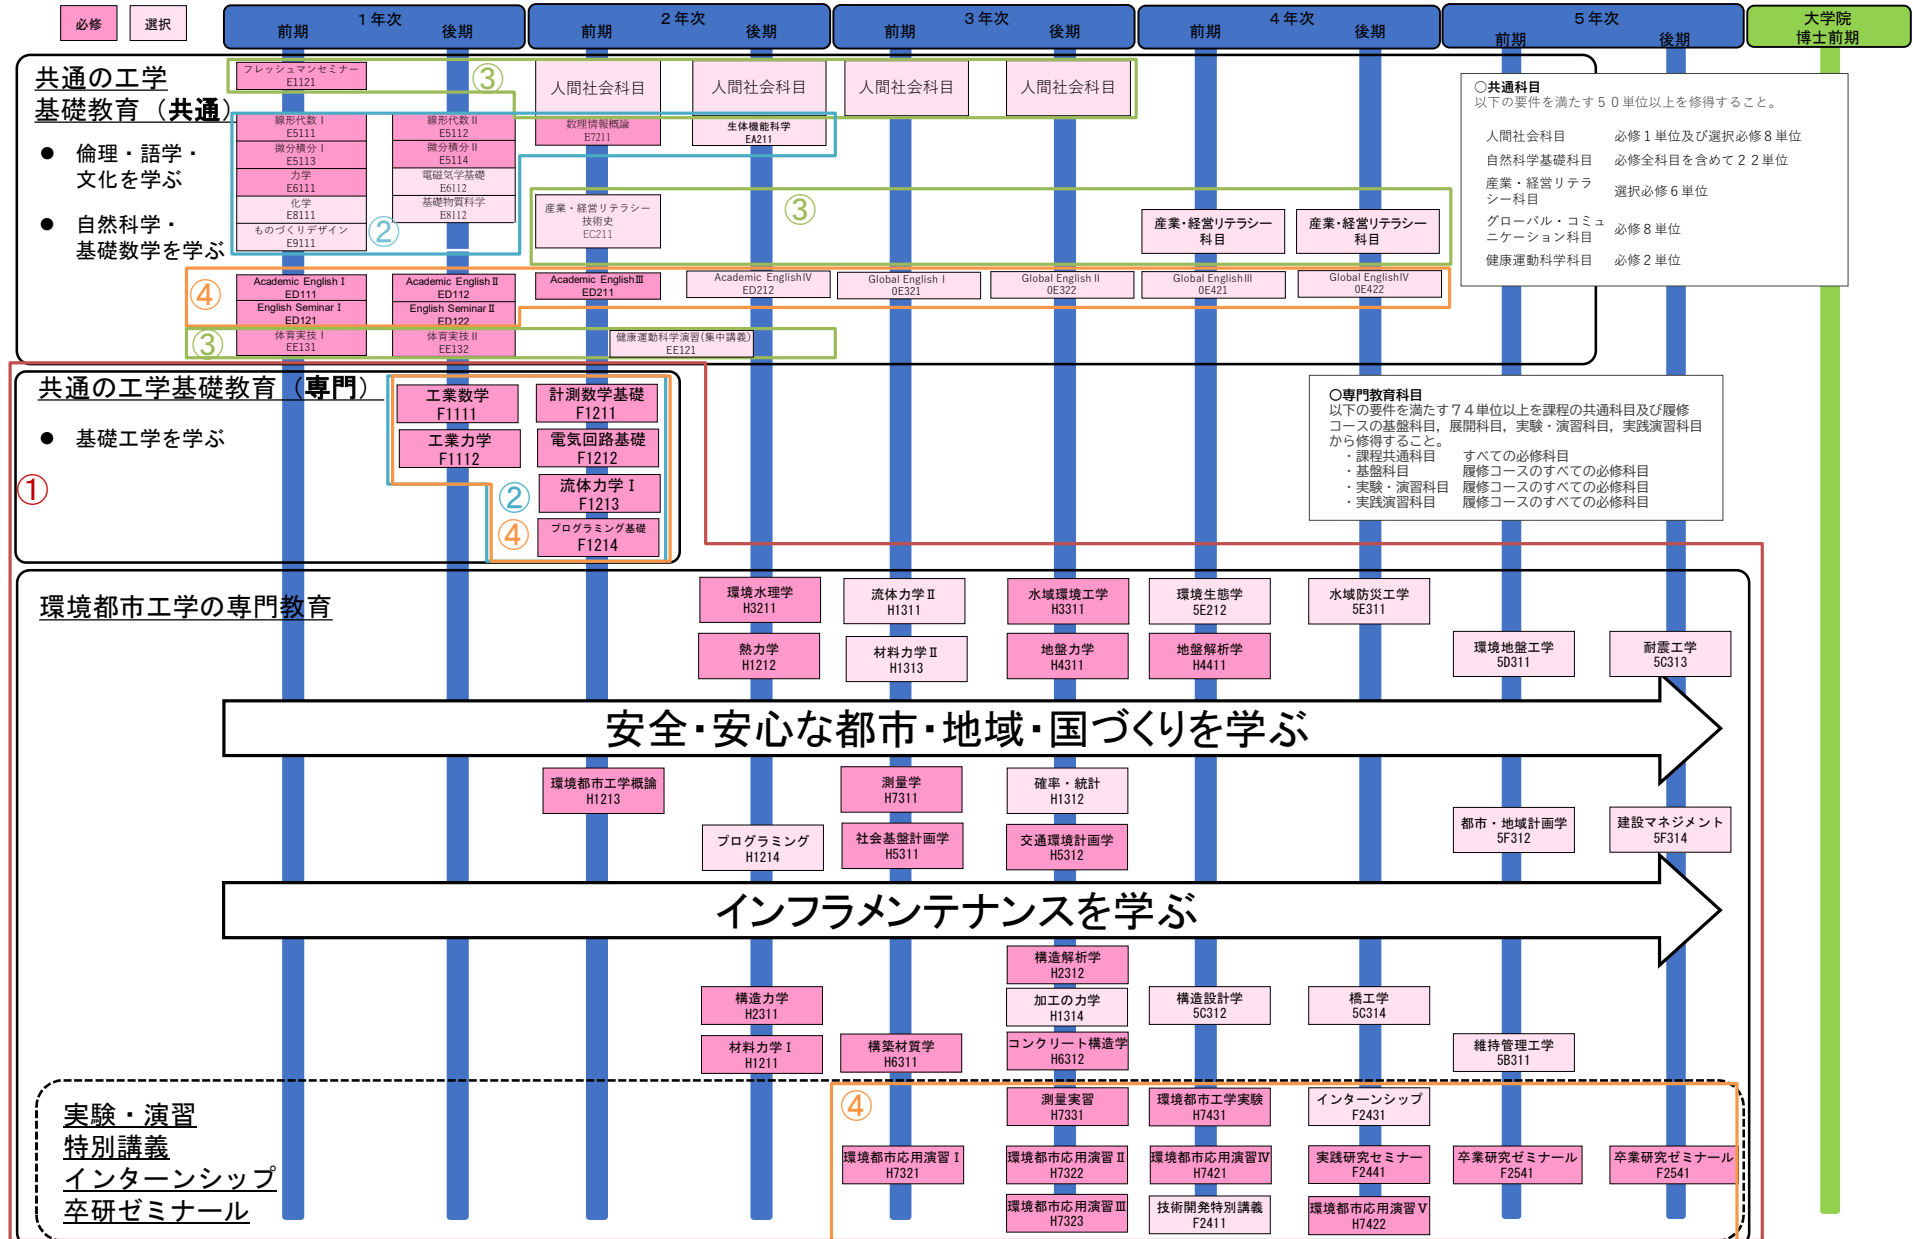 必修
選択
１年次
前期
後期
２年次
前期
後期
３年次
前期
後期
４年次
前期
後期
５年次
前期
後期
大学院
博士前期
共通の工学
基礎教育（共通）
● 倫理・語学・
文化を学ぶ
● 自然科学・
基礎数学を学ぶ
フレッシュマンセミナー
E1121
③
人間社会科目
人間社会科目
人間社会科目
人間社会科目
線形代数Ⅰ
E5111
微分積分Ⅰ
E5113
力学
E6111
化学
E8111
ものづくりデザイン
E9111
線形代数Ⅱ
E5112
微分積分Ⅱ
E5114
電磁気学基礎
E6112
基礎物質科学
E8112
②
数理情報概論
E7211
生体機能科学
EA211
産業・経営リテラシー
技術史
EC211
③
産業・経営リテラシー
科目
産業・経営リテラシー
科目
④
Academic EnglishⅠ
ED111
English SeminarⅠ
ED121
Academic EnglishⅡ
ED112
English SeminarⅡ
ED122
Academic EnglishⅢ
ED211
Academic EnglishⅣ
ED212
Global EnglishⅠ
0E321
Global EnglishⅡ
0E322
Global EnglishⅢ
0E421
Global EnglishⅣ
0E422
③
体育実技Ⅰ
EE131
体育実技Ⅱ
EE132
健康運動科学演習(集中講義)
EE121
○共通科目
以下の要件を満たす５０単位以上を修得すること。
人間社会科目 必修１単位及び選択必修８単位
自然科学基礎科目 必修全科目を含めて２２単位
産業・経営リテラ
シー科目 選択必修６単位
グローバル・コミュ
ニケーション科目 必修８単位
健康運動科学科目 必修２単位
共通の工学基礎教育（専門）
● 基礎工学を学ぶ
①
工業数学
F1111
工業力学
F1112
計測数学基礎
F1211
電気回路基礎
F1212
流体力学Ⅰ
F1213
プログラミング基礎
F1214
②
④
○専門教育科目
以下の要件を満たす７４単位以上を課程の共通科目及び履修
コースの基盤科目，展開科目，実験・演習科目，実践演習科目
から修得すること。
・課程共通科目 すべての必修科目
・基盤科目 履修コースのすべての必修科目
・実験・演習科目 履修コースのすべての必修科目
・実践演習科目 履修コースのすべての必修科目
環境都市工学の専門教育
環境水理学
H3211
流体力学Ⅱ
H1311
水域環境工学
H3311
環境生態学
5E212
水域防災工学
5E311
熱力学
H1212
材料力学Ⅱ
H1313
地盤力学
H4311
地盤解析学
H4411
環境地盤工学
5D311
耐震工学
5C313
安全・安心な都市・地域・国づくりを学ぶ
環境都市工学概論
H1213
測量学
H7311
確率・統計
H1312
プログラミング
H1214
社会基盤計画学
H5311
交通環境計画学
H5312
都市・地域計画学
5F312
建設マネジメント
5F314
インフラメンテナンスを学ぶ
構造解析学
H2312
構造力学
H2311
加工の力学
H1314
構造設計学
5C312
橋工学
5C314
材料力学Ⅰ
H1211
構築材質学
H6311
コンクリート構造学
H6312
維持管理工学
5B311
実験・演習
特別講義
インターンシップ
卒研ゼミナール
④
測量実習
H7331
環境都市工学実験
H7431
インターンシップ
F2431
環境都市応用演習Ⅰ
H7321
環境都市応用演習Ⅱ
H7322
環境都市応用演習Ⅳ
H7421
実践研究セミナー
F2441
卒業研究ゼミナール
F2541
卒業研究ゼミナール
F2541
環境都市応用演習Ⅲ
H7323
技術開発特別講義
F2411
環境都市応用演習Ⅴ
H7422